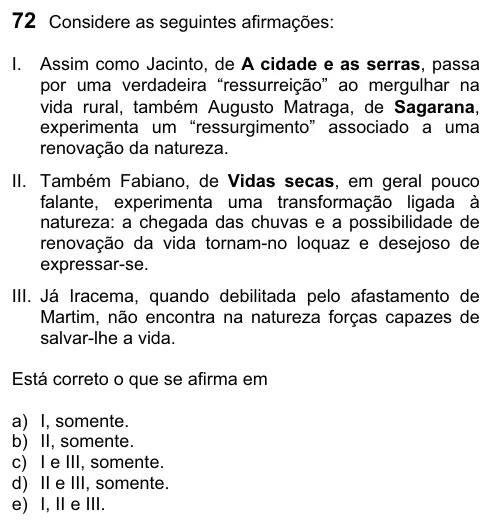 72 Considere as seguintes afirmações:
I. Assim como Jacinto, de A cidade e as serras, passa
por uma verdadeira “ressurreição” ao mergulhar na
vida rural, também Augusto Matraga, de Sagarana,
experimenta um “ressurgimento” associado a uma
renovação da natureza.
II. Também Fabiano, de Vidas secas, em geral pouco
falante, experimenta uma transformação ligada à
natureza: a chegada das chuvas e a possibilidade de
renovação da vida tornam-no loquaz e desejoso de
expressar-se.
III. Já Iracema, quando debilitada pelo afastamento de
Martim, não encontra na natureza forças capazes de
salvar-lhe a vida.
Está correto o que se afirma em
a) I, somente.
b) II, somente.
c) I e III, somente.
d) II e III, somente.
e) I, II e III.